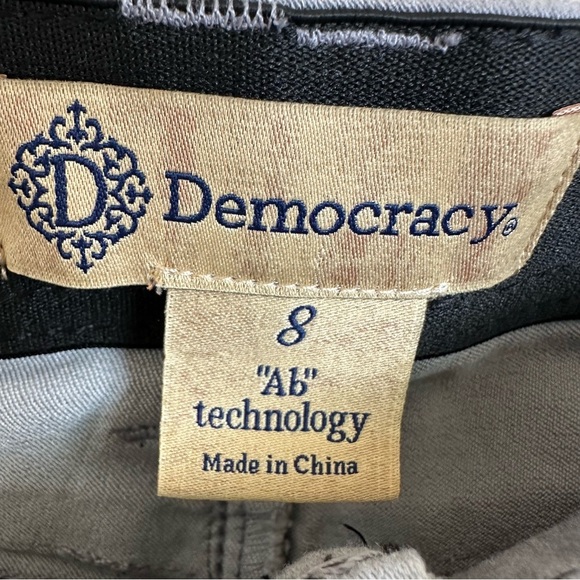 D Democracy®
8
"Ab"
technology
Made in China